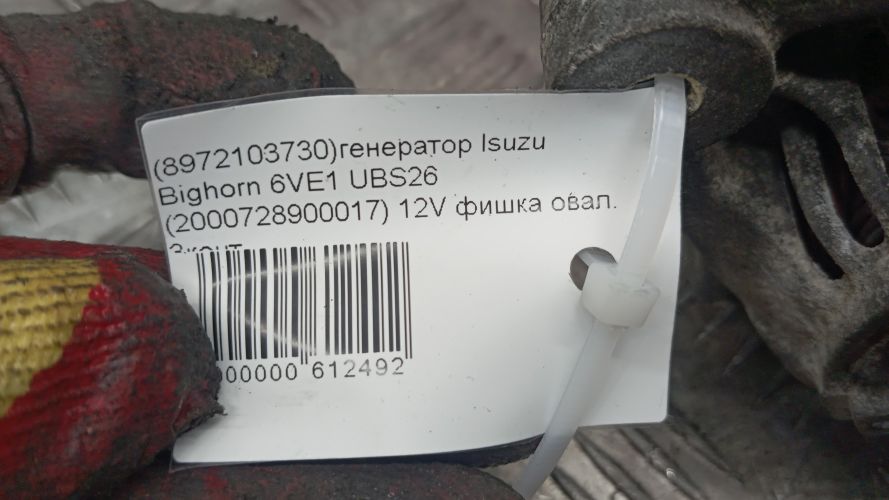 (8972103730)генератор Isuzu
Bighorn 6VE1 UBS26
(2000728900017) 12V фишка овал.
000000 612492